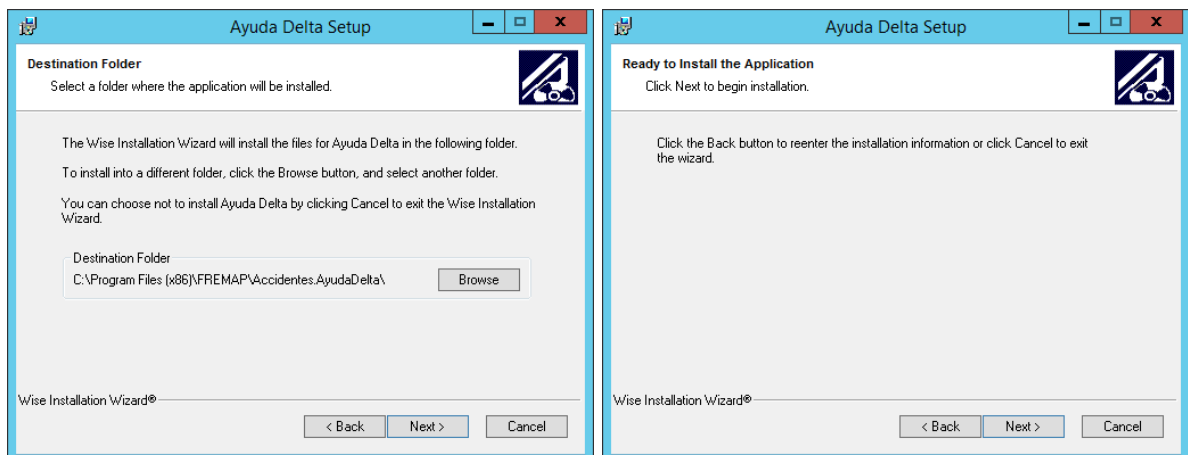 Ayuda Delta Setup
Destination Folder
Select a folder where the application will be installed.
The Wise Installation Wizard will install the files for Ayuda Delta in the following folder.
To install into a different folder, click the Browse button, and select another folder.
You can choose not to install Ayuda Delta by clicking Cancel to exit the Wise Installation
Wizard.
Destination Folder
C:\Program Files (x86)\FREMAP\Accidentes.AyudaDelta\
Browse
Wise Installation Wizard®
< Back
Next >
Cancel
Ayuda Delta Setup
Ready to Install the Application
Click Next to begin installation.
Click the Back button to reenter the installation information or click Cancel to exit
the wizard.
Wise Installation Wizard®
< Back
Next >
Cancel